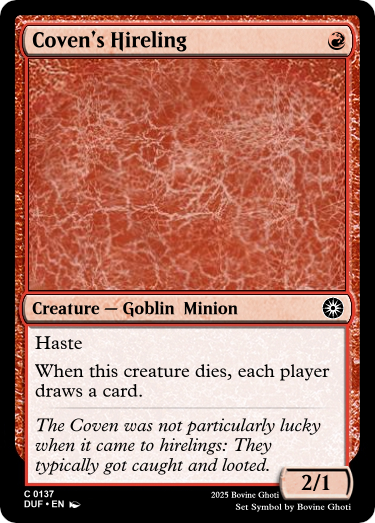 Coven's Hireling
Creature — Goblin Minion
Haste
When this creature dies, each player
draws a card.
The Coven was not particularly lucky
when it came to hirelings: They
typically got caught and looted.
2/1
C 0137
DUF • EN
2025 Bovine Ghoti
Set Symbol by Bovine Ghoti